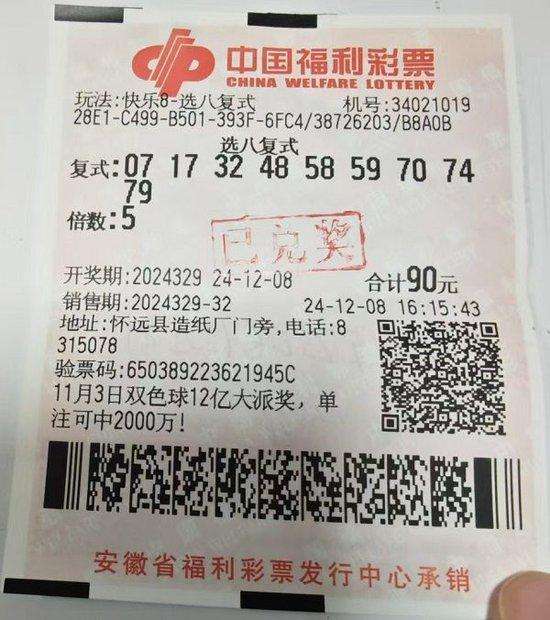 中国福利彩票
CHINA WELFARE LOTTERY
玩法:快乐8-选八复式 机号:34021019
28E1-C499-B501-393F-6FC4/38726203/B8A0B
选八复式
复式:07 17 32 48 58 59 70 74
79
倍数:5
已兑奖
开奖期:2024329 24-12-08 合计90元
销售期:2024329-32 24-12-08 16:15:43
地址:怀远县造纸厂门旁,电话:8
315078
验票码:650389223621945C
11月3日双色球12亿大派奖，单
注可中2000万!
安徽省福利彩票发行中心承销